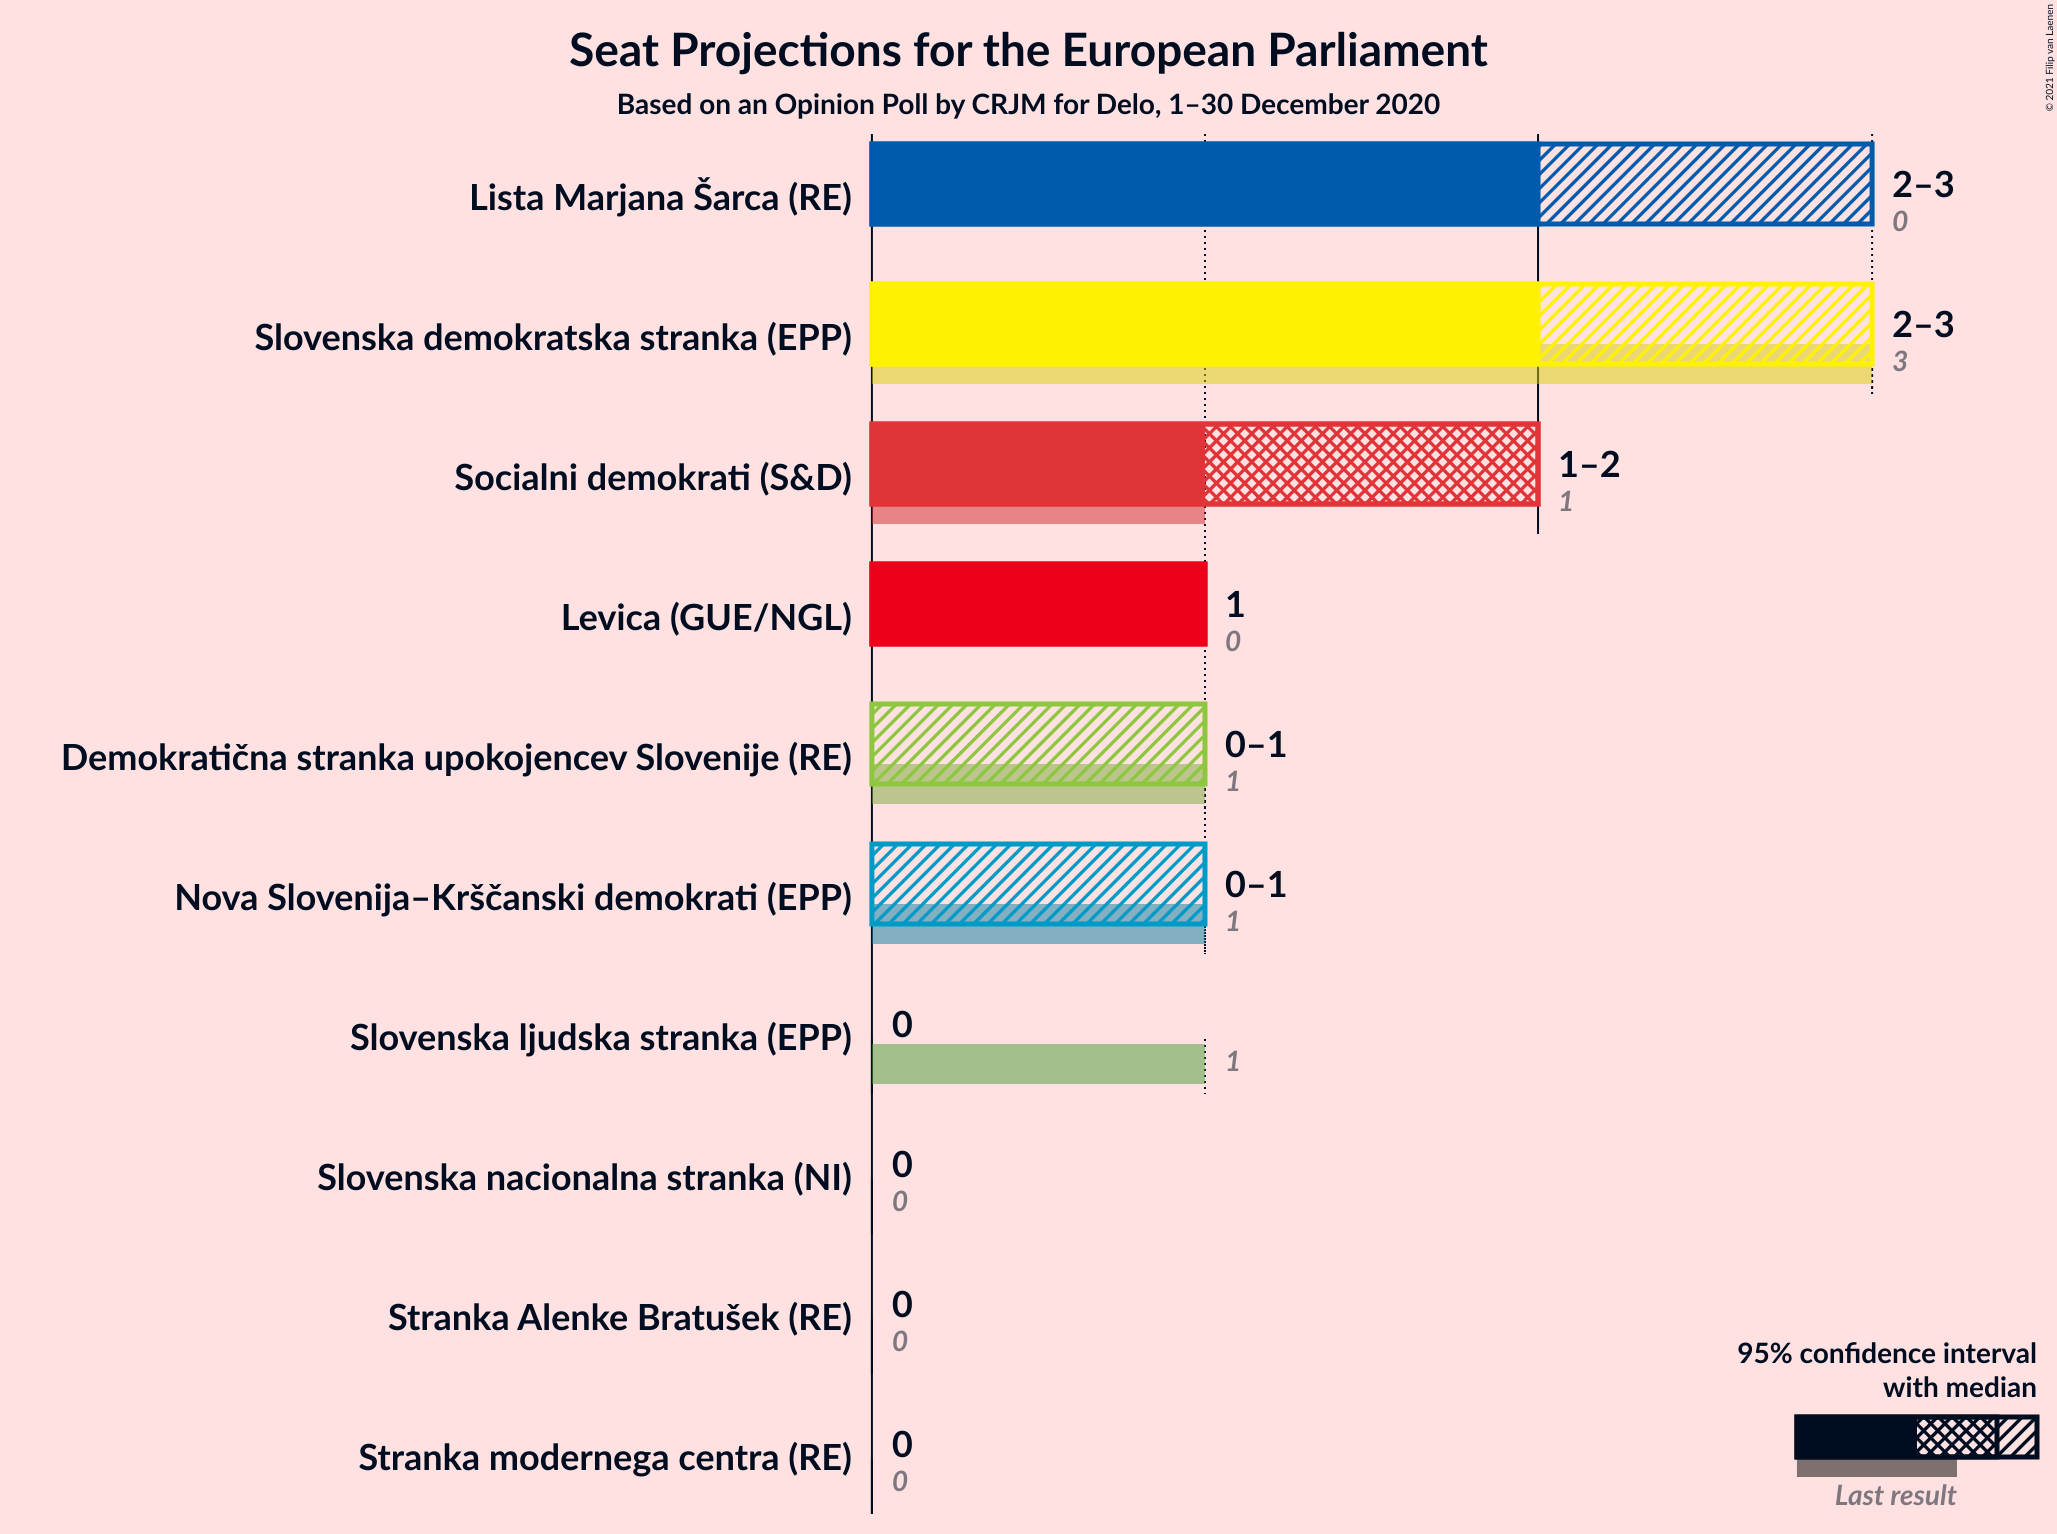 Seat Projections for the European Parliament
Based on an Opinion Poll by CRJM for Delo, 1–30 December 2020
© 2021 Filip van Laenen
Lista Marjana Šarca (RE)
2–3
0
Slovenska demokratska stranka (EPP)
2–3
3
Socialni demokrati (S&D)
1–2
1
Levica (GUE/NGL)
1
0
Demokratična stranka upokojencev Slovenije (RE)
0–1
1
Nova Slovenija–Krščanski demokrati (EPP)
0–1
1
Slovenska ljudska stranka (EPP)
0
1
Slovenska nacionalna stranka (NI)
0
0
Stranka Alenke Bratušek (RE)
0
0
Stranka modernega centra (RE)
0
0
95% confidence interval
with median
Last result